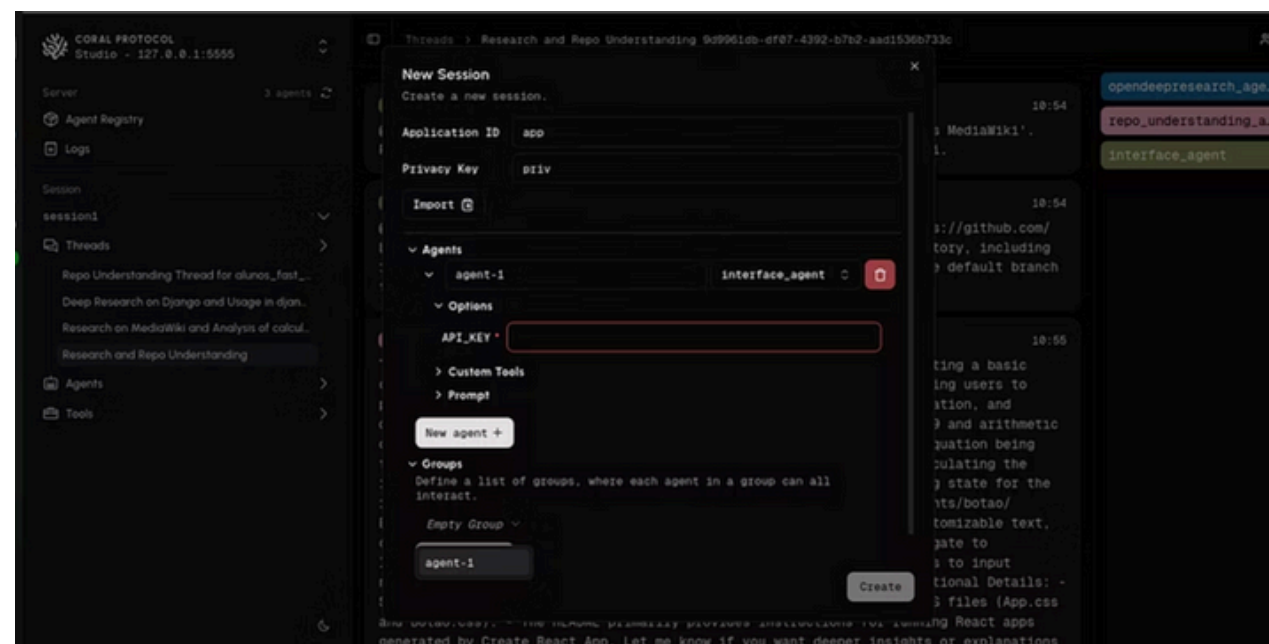 CORAL PROTOCOL
Studio - 127.0.0.1:5555
Server 3 agents
Agent Registry
Logs
Session
session1
Threads
Repo Understanding Thread for alunos_fast_...
Deep Research on Django and Usage in djan...
Research on MediaWiki and Analysis of calcul...
Research and Repo Understanding
Agents
Tools
Threads > Research and Repo Understanding 9d9961db-df07-4392-b7b2-aad1536b733c
New Session
Create a new session.
Application ID app
Privacy Key priv
Import
Agents
agent-1 interface_agent
Options
API_KEY *
Custom Tools
Prompt
New agent +
Groups
Define a list of groups, where each agent in a group can all
interact.
Empty Group
agent-1
Create
10:54
s MediaWiki'.
10:54
s://github.com/
tory, including
default branch
10:55
ting a basic
ing users to
ation, and
9 and arithmetic
quation being
culating the
g state for the
nts/botao/
tomizable text,
gate to
s to input
tional Details: -
S files (App.css
and Botao.css). - The README primarily provides instructions for running React apps
generated by Create React App. Let me know if you want deeper insights or explanations
opendeepresearch_age...
repo_understanding_a...
interface_agent